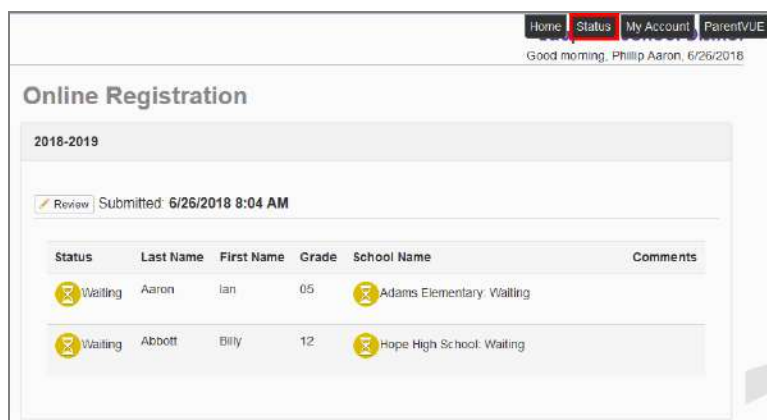 Home Status My Account ParentVUE
Good morning, Phillip Aaron, 6/26/2018
Online Registration
2018-2019
Review Submitted: 6/26/2018 8:04 AM
Status Last Name First Name Grade School Name Comments
Waiting Aaron Ian 05 Adams Elementary: Waiting
Waiting Abbott Billy 12 Hope High School: Waiting